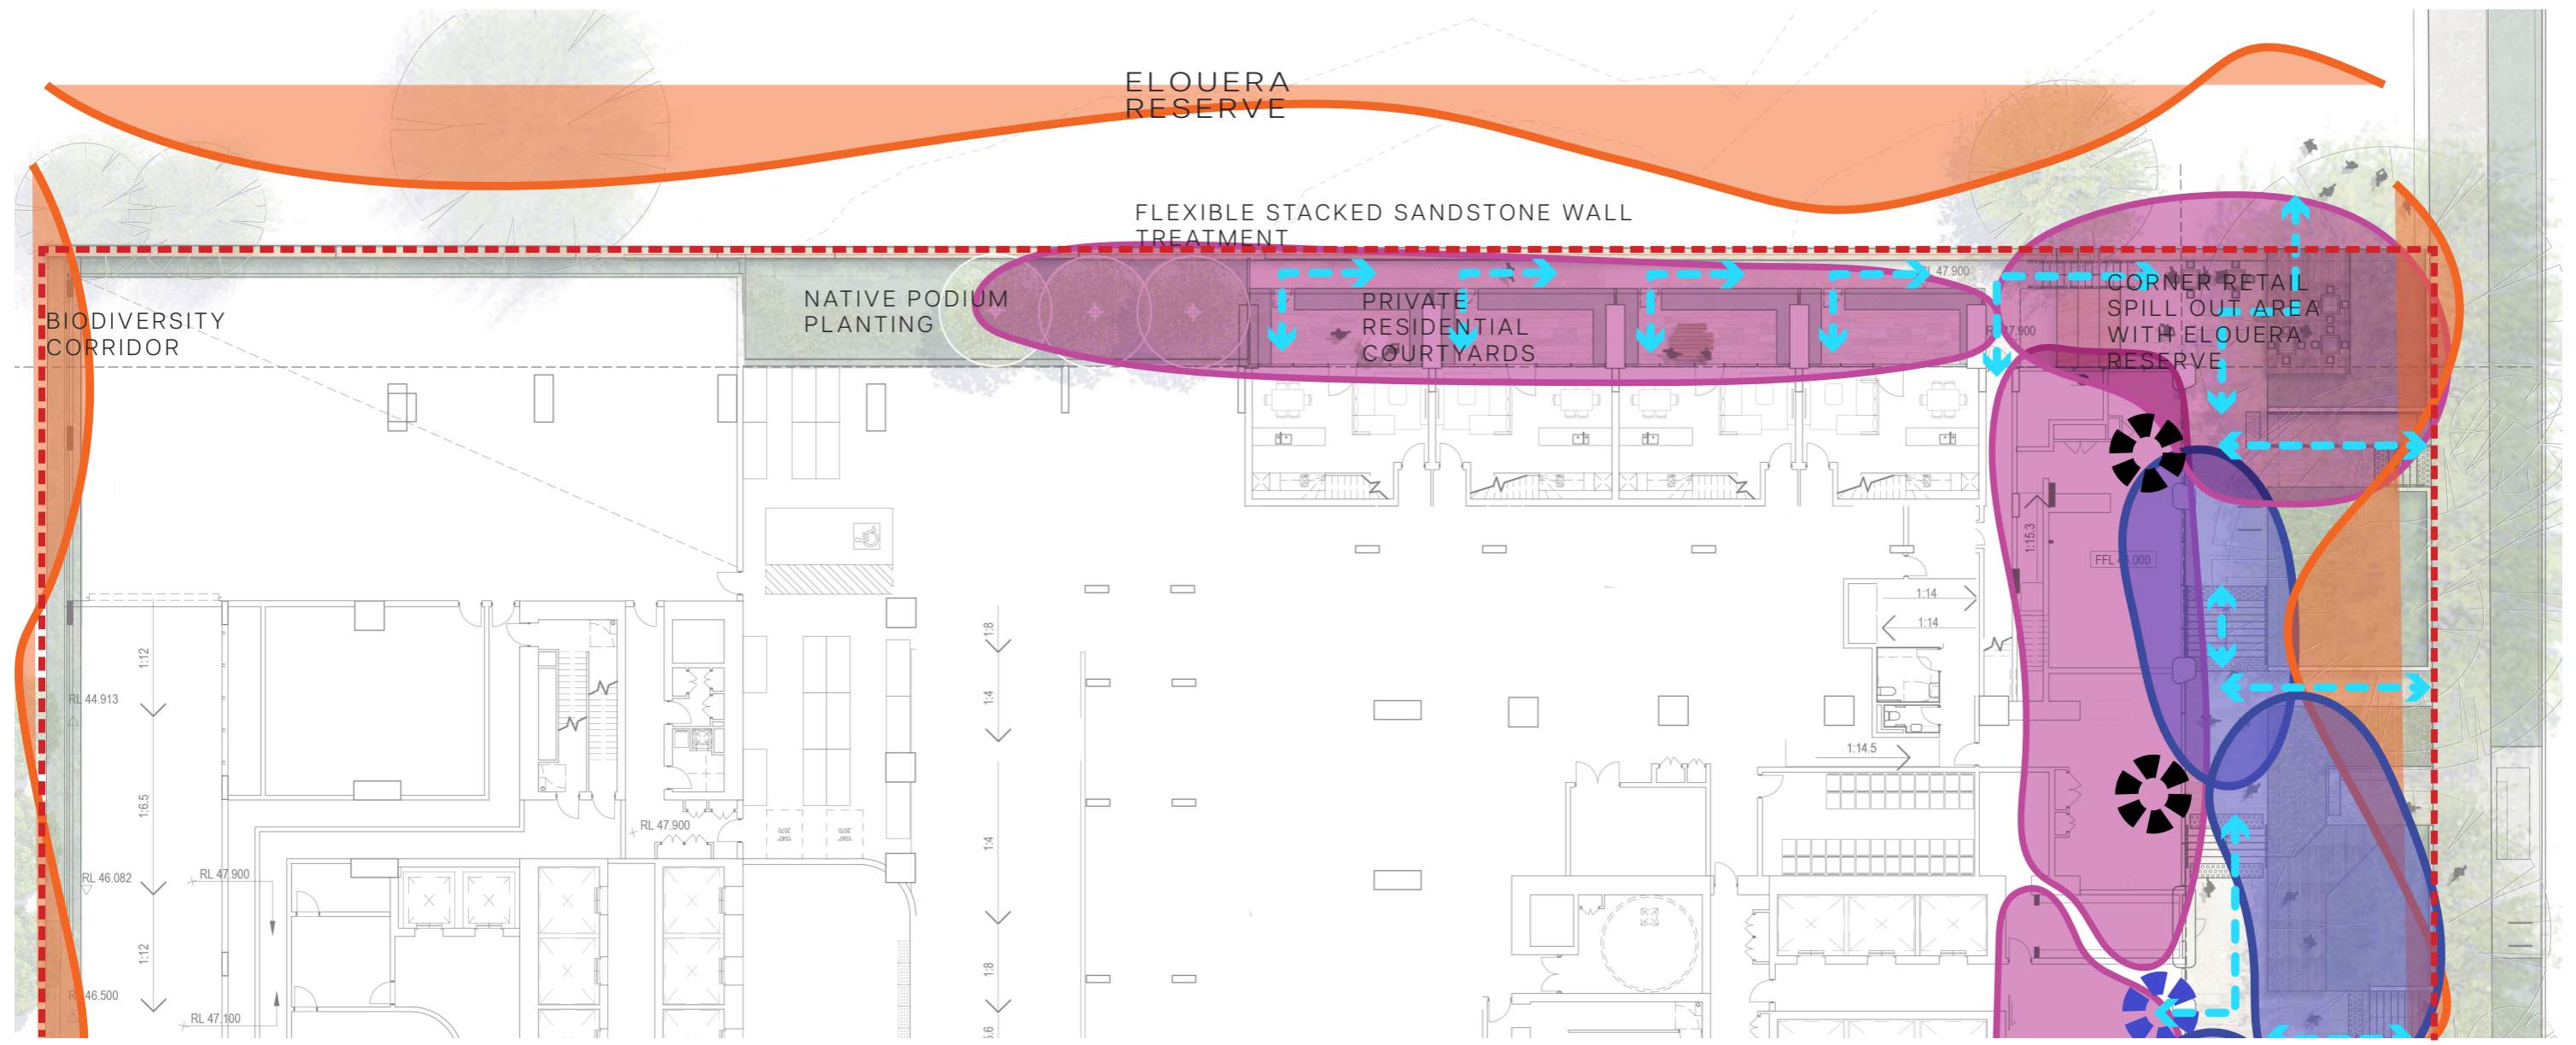 ELOUERA
RESERVE
FLEXIBLE STACKED SANDSTONE WALL
TREATMENT
NATIVE PODIUM
PLANTING
PRIVATE
RESIDENTIAL
COURTYARDS
CORNER RETAIL
SPILL OUT AREA
WITH ELOUERA
RESERVE
BIODIVERSITY
CORRIDOR
47.900
1:15.3
1:14
1:14
1:14.5
1:12
RL 44.913
1:6.5
RL 46.082
RL 47.900
1:12
RL 47.100
RL 47.900
1:8
1:4
1:4
1:8
FFL